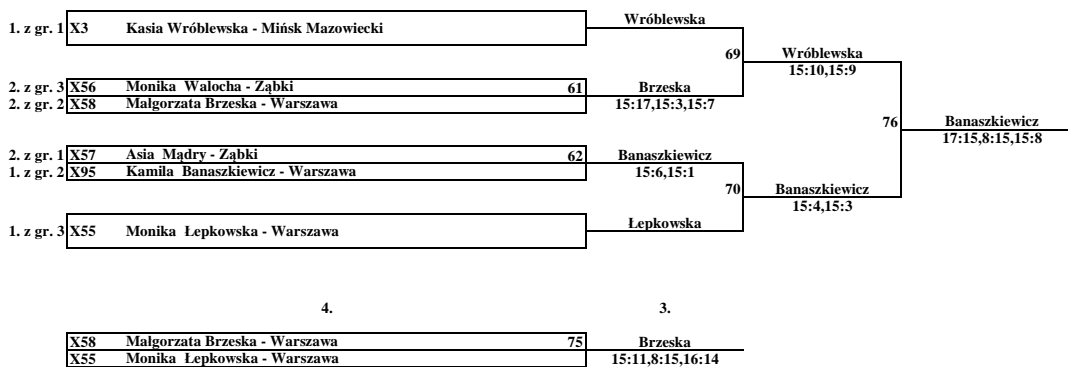 Wróblewska
1. z gr. 1 X3 Kasia Wróblewska - Mińsk Mazowiecki
69 Wróblewska
15:10,15:9
2. z gr. 3 X56 Monika Walocha - Ząbki 61 Brzeska
2. z gr. 2 X58 Małgorzata Brzeska - Warszawa 15:17,15:3,15:7
76 Banaszkiewicz
17:15,8:15,15:8
2. z gr. 1 X57 Asia Mądry - Ząbki 62 Banaszkiewicz
1. z gr. 2 X95 Kamila Banaszkiewicz - Warszawa 15:6,15:1
70 Banaszkiewicz
15:4,15:3
Łepkowska
1. z gr. 3 X55 Monika Łepkowska - Warszawa
4. 3.
X58 Małgorzata Brzeska - Warszawa 75 Brzeska
X55 Monika Łepkowska - Warszawa 15:11,8:15,16:14